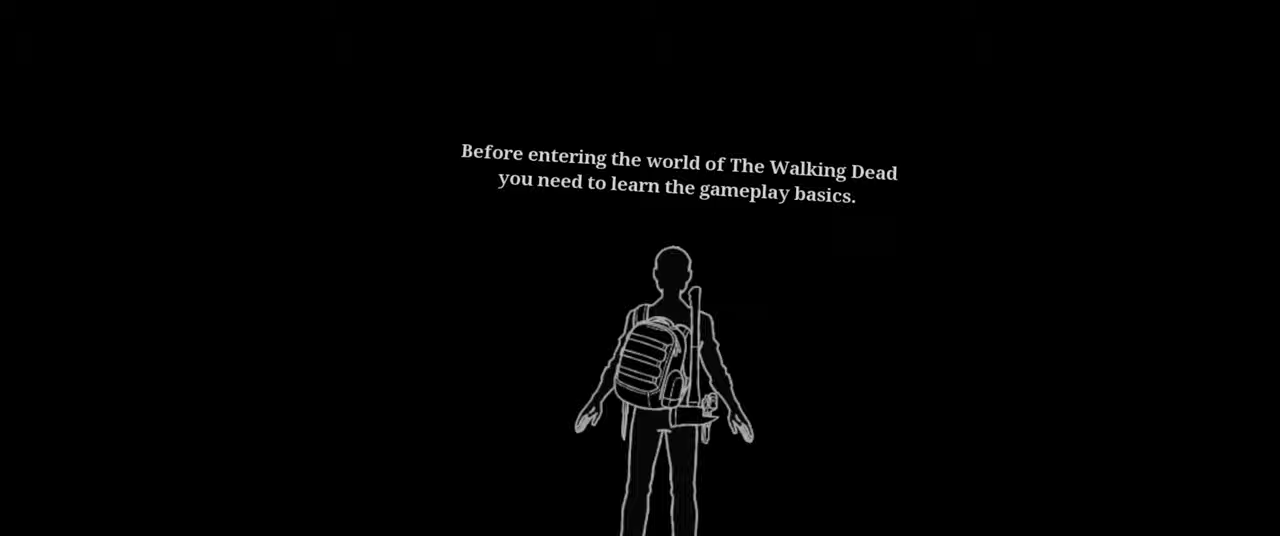 Before entering the world of The Walking Dead
you need to learn the gameplay basics.